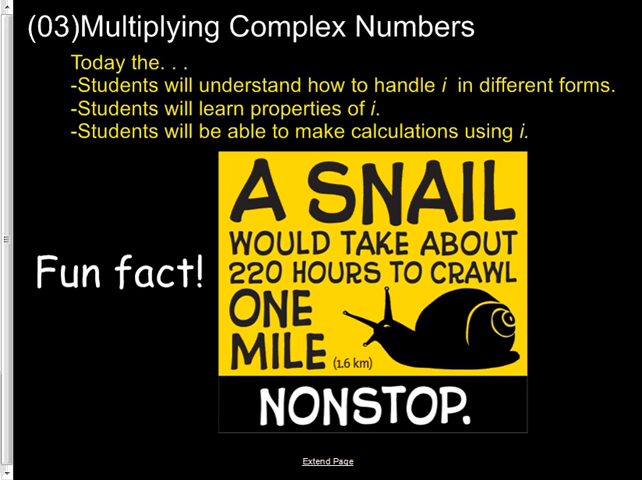 (03)Multiplying Complex Numbers
Today the. . .
-Students will understand how to handle i in different forms.
-Students will learn properties of i.
-Students will be able to make calculations using i.
Fun fact!
A SNAIL
WOULD TAKE ABOUT
220 HOURS TO CRAWL
ONE
MILE (1.6 km)
NONSTOP.
Extend Page